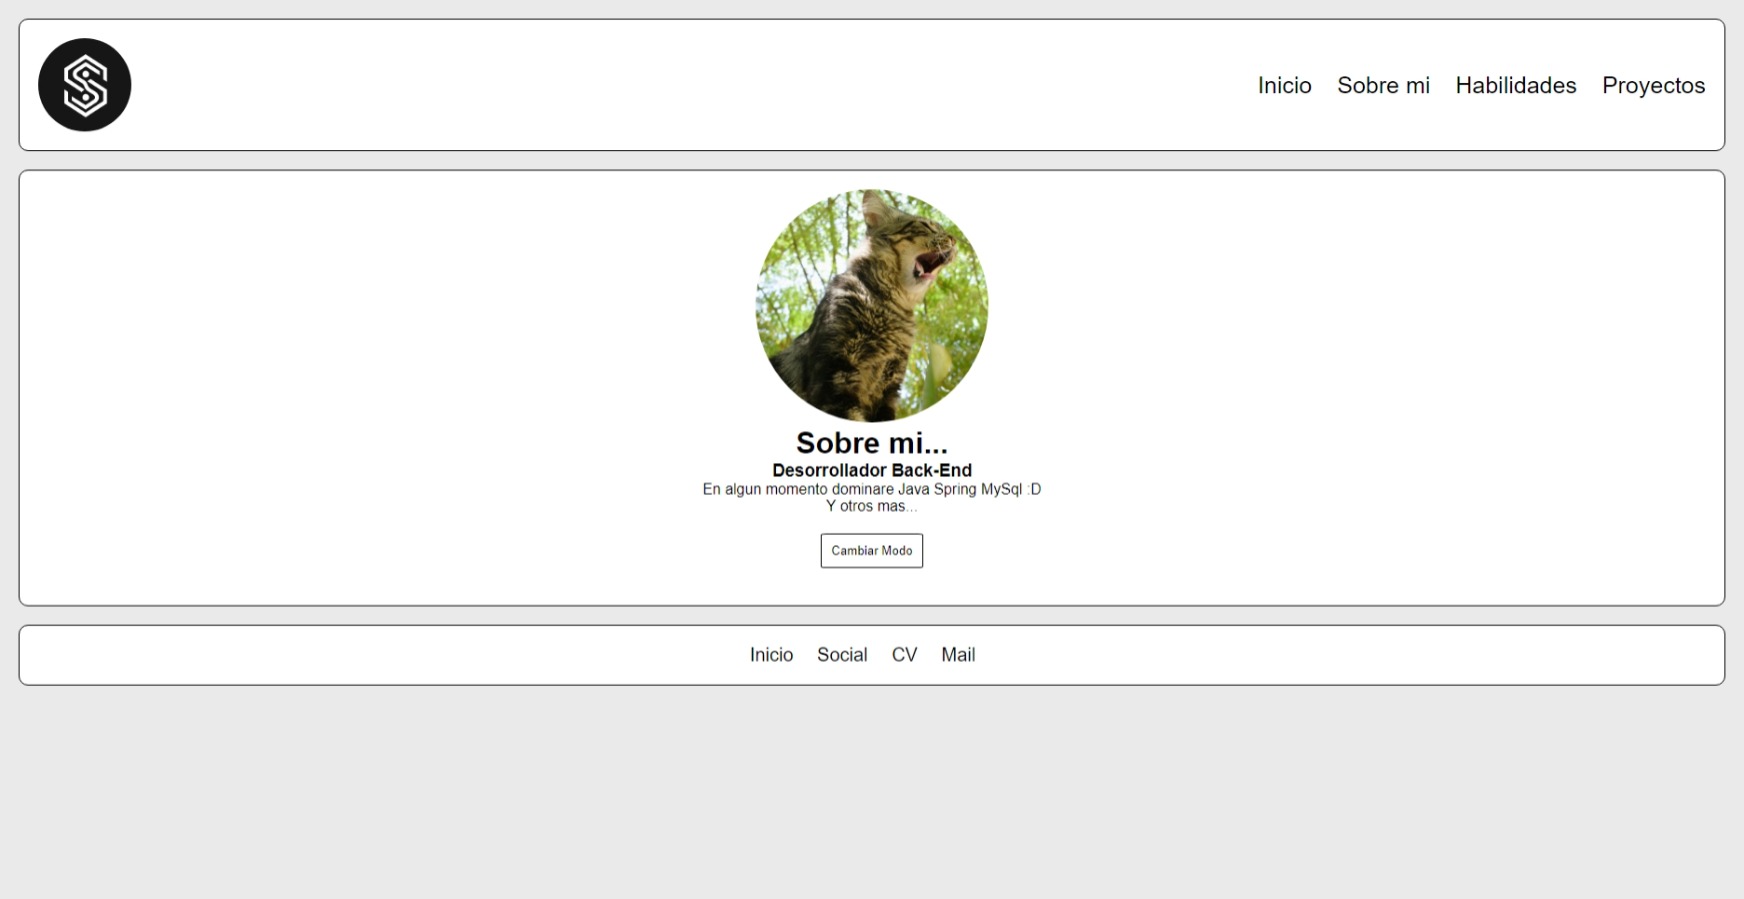 Inicio Sobre mi Habilidades Proyectos
Sobre mi...
Desorrollador Back-End
En algun momento dominare Java Spring MySql :D
Y otros mas...
Cambiar Modo
Inicio Social CV Mail